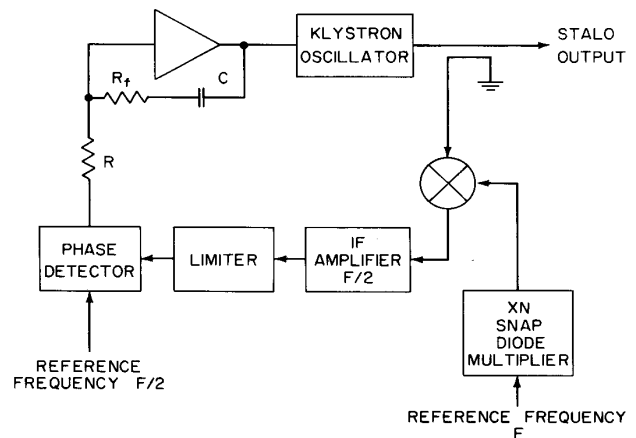 KLYSTRON
OSCILLATOR
STALO
OUTPUT
Rf
C
R
PHASE
DETECTOR
LIMITER
IF
AMPLIFIER
F/2
XN
SNAP
DIODE
MULTIPLIER
REFERENCE
FREQUENCY F/2
REFERENCE FREQUENCY
F